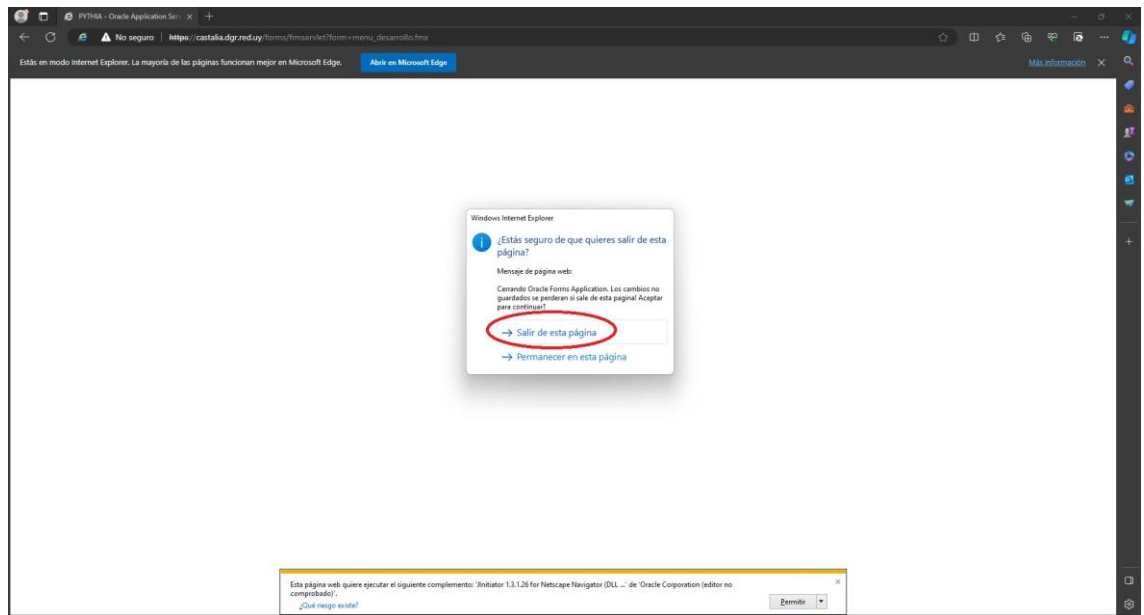 PYTHIA - Oracle Application Ser
No seguro | https://castalia.dgr.red.uy/forms/frmservlet?form=menu_desarrollo.fmx
Estás en modo Internet Explorer. La mayoría de las páginas funcionan mejor en Microsoft Edge. Abrir en Microsoft Edge Más información
Windows Internet Explorer
¿Estás seguro de que quieres salir de esta
página?
Mensaje de página web:
Cerrando Oracle Forms Application. Los cambios no
guardados se perderan si sale de esta pagina! Aceptar
para continuar?
Salir de esta página
Permanecer en esta página
Esta página web quiere ejecutar el siguiente complemento: 'JInitiator 1.3.1.26 for Netscape Navigator (DLL ...' de 'Oracle Corporation (editor no
comprobado)'.
¿Qué riesgo existe?
Permitir